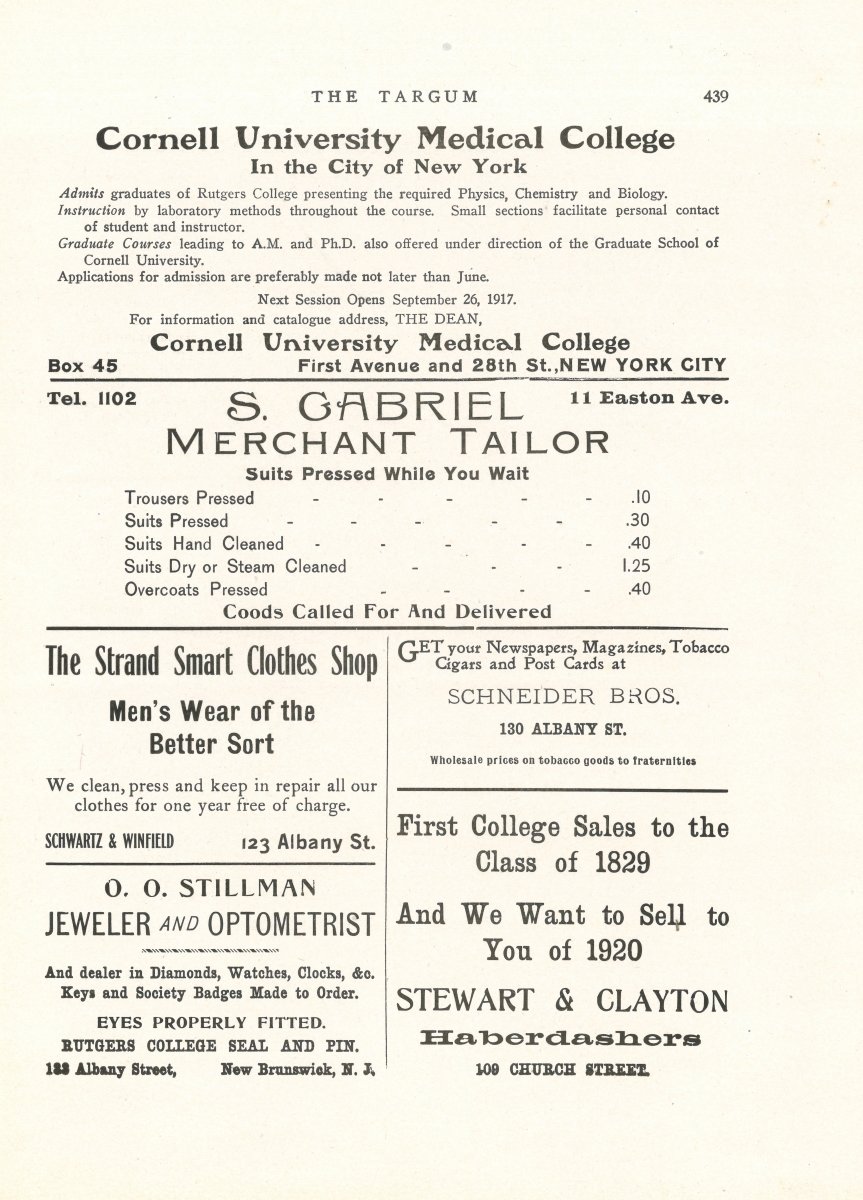 THE TARGUM 439
Cornell University Medical College
In the City of New York
Admits graduates of Rutgers College presenting the required Physics, Chemistry and Biology.
Instruction by laboratory methods throughout the course. Small sections facilitate personal contact
of student and instructor.
Graduate Courses leading to A.M. and Ph.D. also offered under direction of the Graduate School of
Cornell University.
Applications for admission are preferably made not later than June.
Next Session Opens September 26, 1917.
For information and catalogue address, THE DEAN,
Cornell University Medical College
Box 45 First Avenue and 28th St., NEW YORK CITY
Tel. 1102 S. GABRIEL 11 Easton Ave.
MERCHANT TAILOR
Suits Pressed While You Wait
Trousers Pressed - - - - - .10
Suits Pressed - - - - - .30
Suits Hand Cleaned - - - - - .40
Suits Dry or Steam Cleaned - - - 1.25
Overcoats Pressed - - - - .40
Goods Called For And Delivered
The Strand Smart Clothes Shop
Men's Wear of the
Better Sort
We clean, press and keep in repair all our
clothes for one year free of charge.
SCHWARTZ & WINFIELD 123 Albany St.
O. O. STILLMAN
JEWELER AND OPTOMETRIST
And dealer in Diamonds, Watches, Clocks, &c.
Keys and Society Badges Made to Order.
EYES PROPERLY FITTED.
RUTGERS COLLEGE SEAL AND PIN.
Albany Street, New Brunswick, N. J.
GET your Newspapers, Magazines, Tobacco
Cigars and Post Cards at
SCHNEIDER BROS.
130 ALBANY ST.
Wholesale prices on tobacco goods to fraternities
First College Sales to the
Class of 1829
And We Want to Sell to
You of 1920
STEWART & CLAYTON
Haberdashers
109 CHURCH STREET.